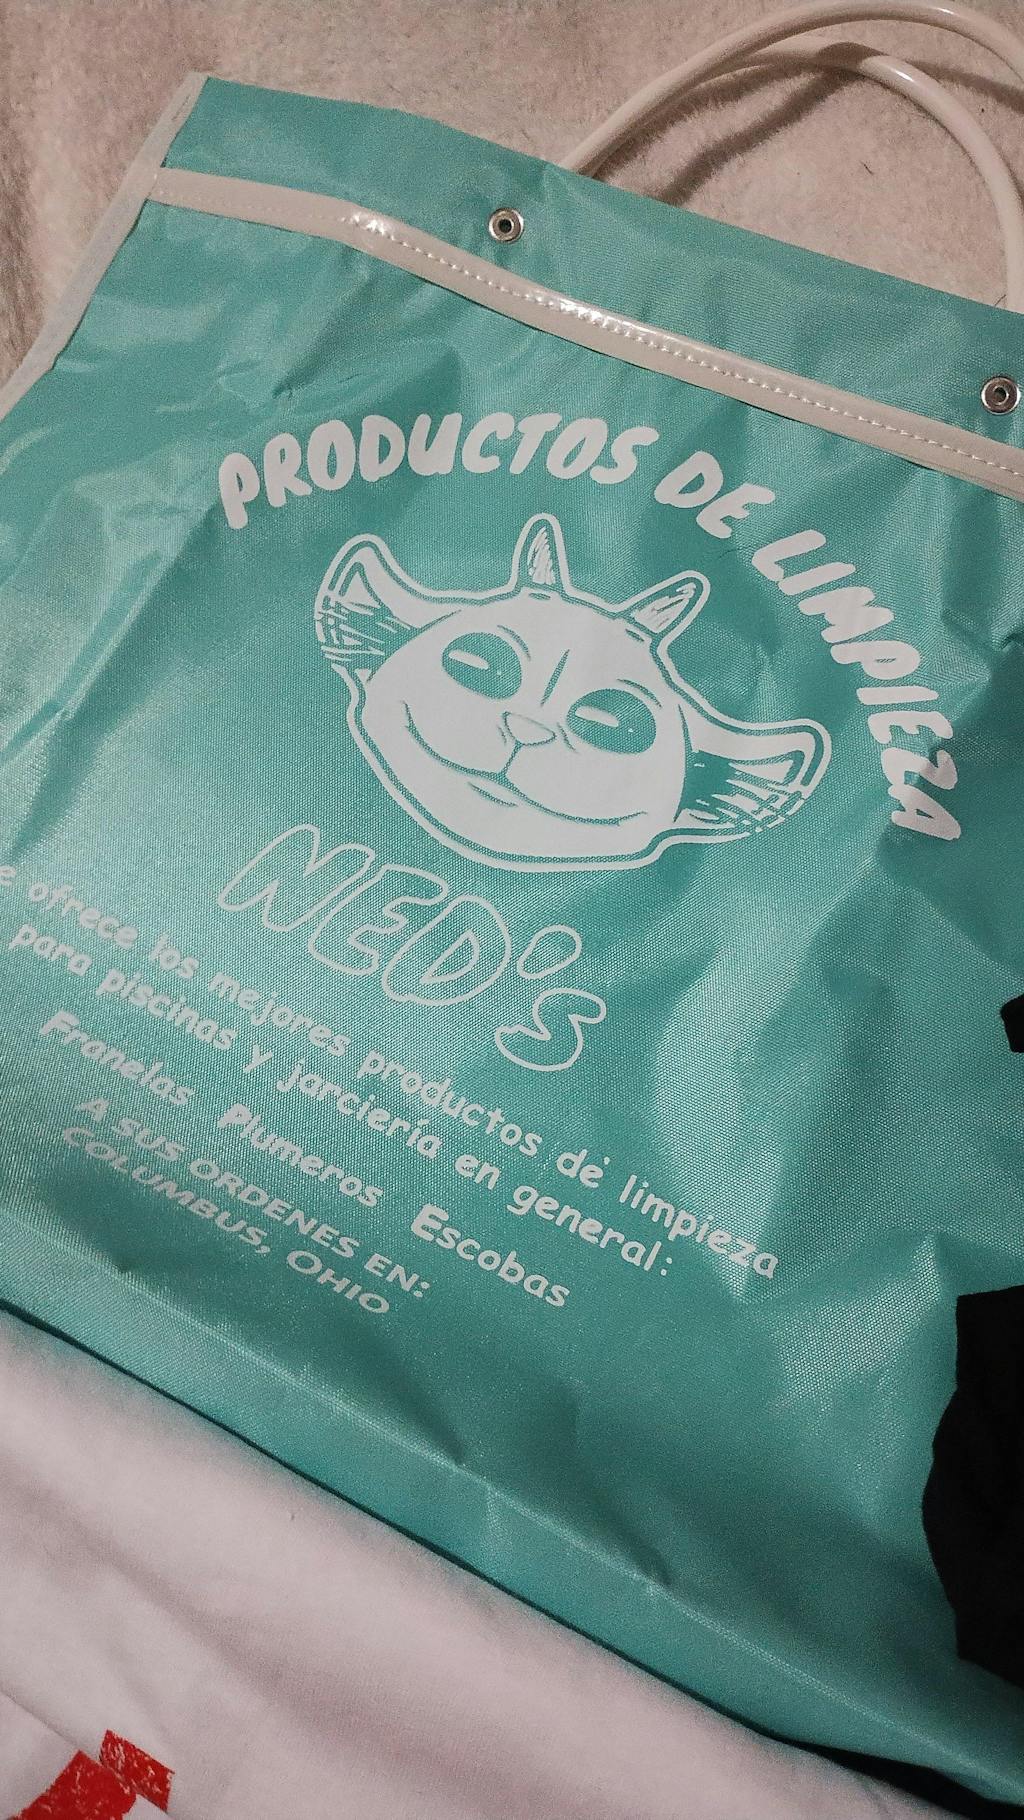 PRODUCTOS DE LIMPIEZA
NED'S
ofrece los mejores productos de limpieza
para piscinas y jarciería en general:
Franelas Plumeros Escobas
A SUS ORDENES EN:
COLUMBUS, OHIO